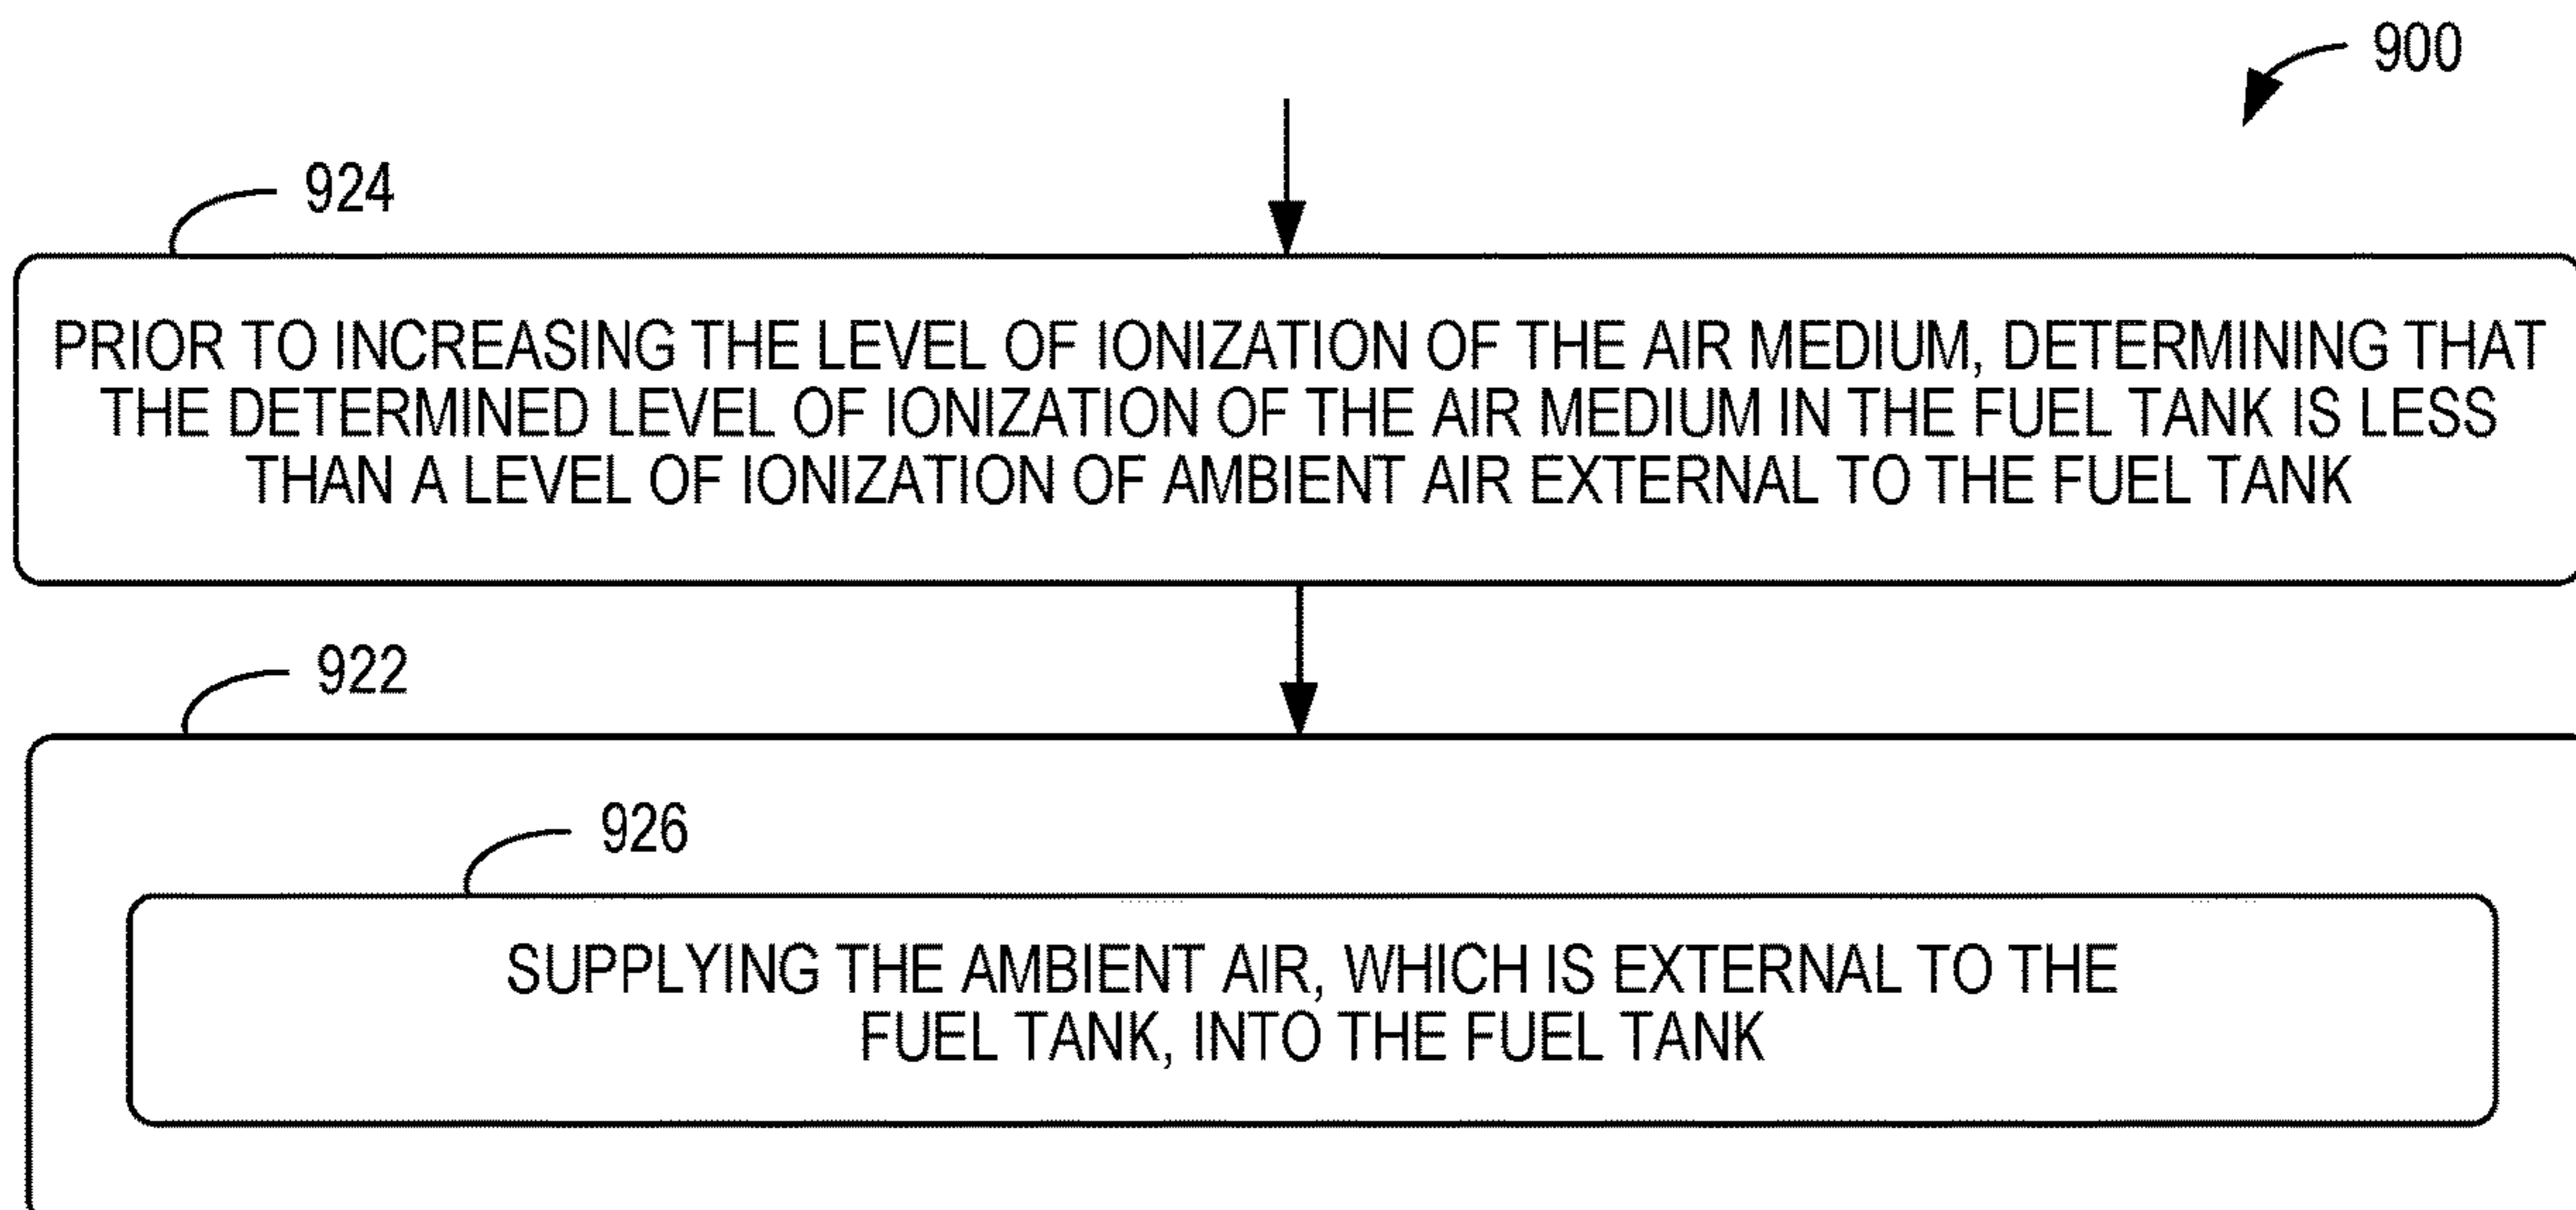 900
924
PRIOR TO INCREASING THE LEVEL OF IONIZATION OF THE AIR MEDIUM, DETERMINING THAT
THE DETERMINED LEVEL OF IONIZATION OF THE AIR MEDIUM IN THE FUEL TANK IS LESS
THAN A LEVEL OF IONIZATION OF AMBIENT AIR EXTERNAL TO THE FUEL TANK
922
926
SUPPLYING THE AMBIENT AIR, WHICH IS EXTERNAL TO THE
FUEL TANK, INTO THE FUEL TANK